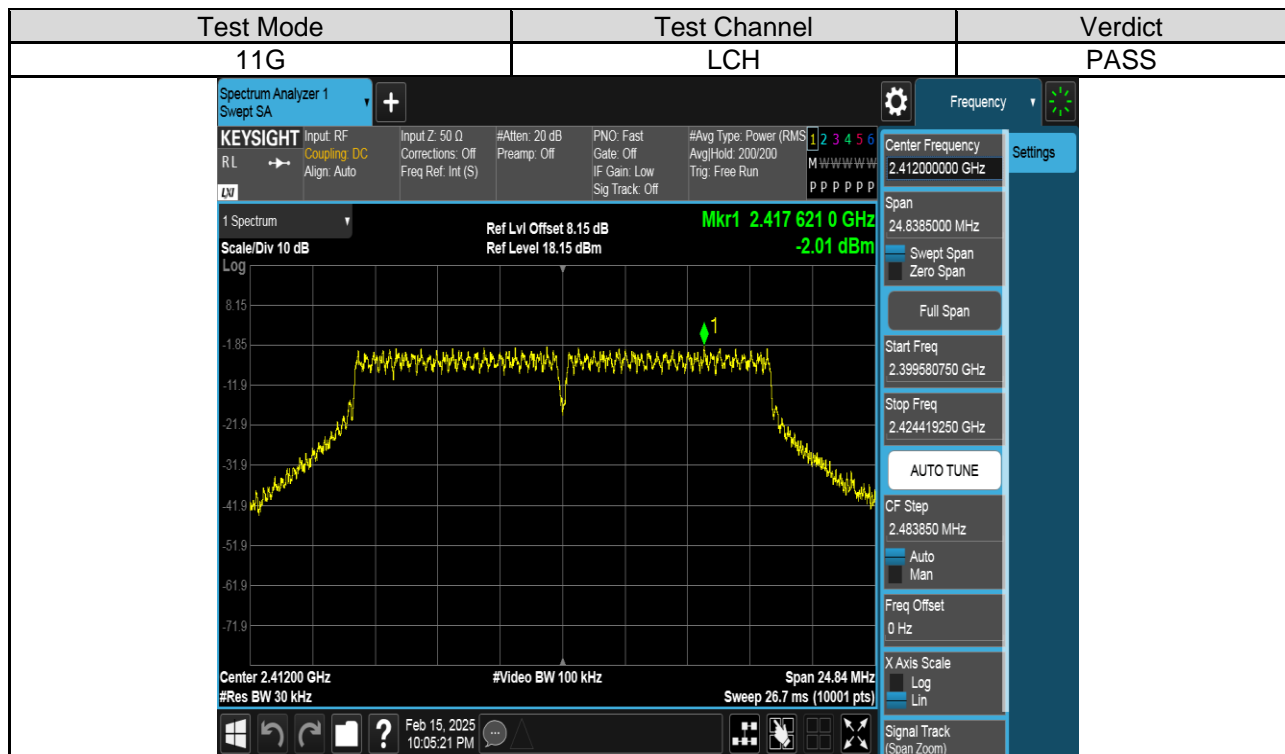 Test Mode Test Channel Verdict
11G LCH PASS
Spectrum Analyzer 1
Swept SA
+
Frequency
KEYSIGHT
R L
LXI
Input: RF
Coupling: DC
Align: Auto
Input Z: 50 Ω
Corrections: Off
Freq Ref: Int (S)
#Atten: 20 dB
Preamp: Off
PNO: Fast
Gate: Off
IF Gain: Low
Sig Track: Off
#Avg Type: Power (RMS
Avg|Hold: 200/200
Trig: Free Run
1 2 3 4 5 6
M W W W W W
P P P P P P
Settings
1 Spectrum
Scale/Div 10 dB
Log
Ref Lvl Offset 8.15 dB
Ref Level 18.15 dBm
Mkr1 2.417 621 0 GHz
-2.01 dBm
8.15
-1.85
-11.9
-21.9
-31.9
-41.9
-51.9
-61.9
-71.9
1
Center 2.41200 GHz
#Res BW 30 kHz
#Video BW 100 kHz
Span 24.84 MHz
Sweep 26.7 ms (10001 pts)
Center Frequency
2.412000000 GHz
Span
24.8385000 MHz
Swept Span
Zero Span
Full Span
Start Freq
2.399580750 GHz
Stop Freq
2.424419250 GHz
AUTO TUNE
CF Step
2.483850 MHz
Auto
Man
Freq Offset
0 Hz
X Axis Scale
Log
Lin
Signal Track
(Span Zoom)
?
Feb 15, 2025
10:05:21 PM